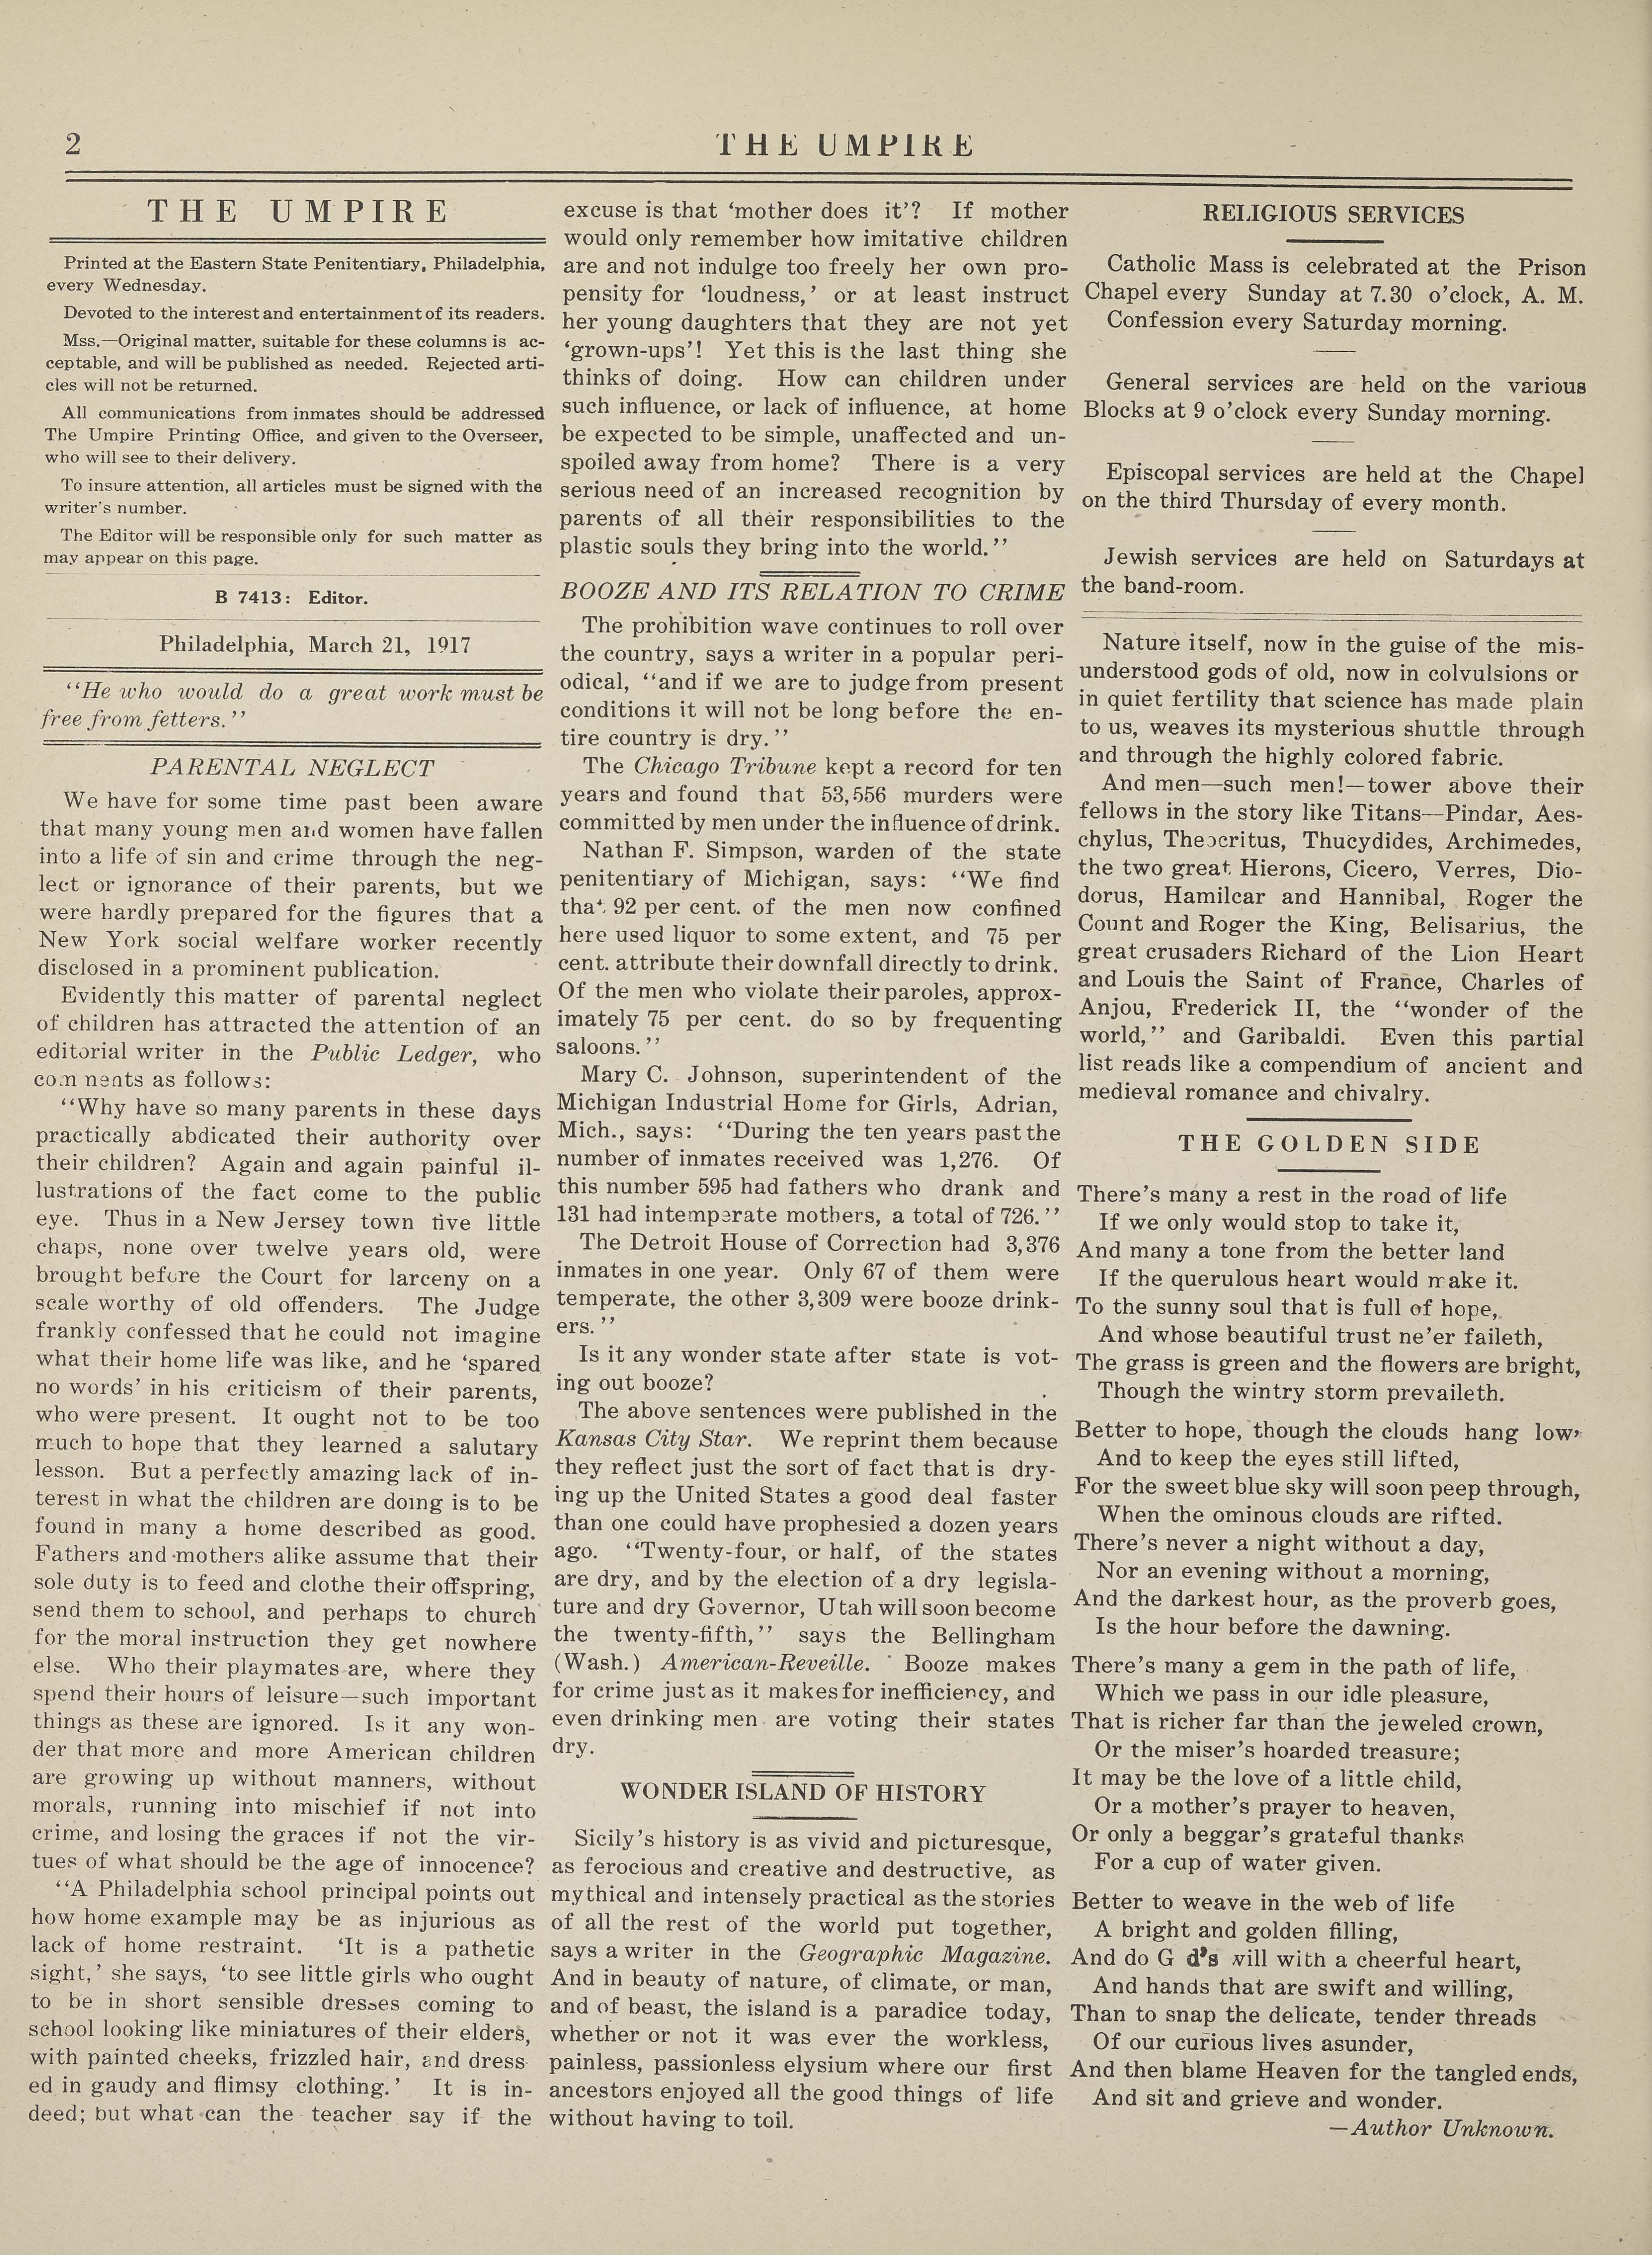 2
THE UMPIRE
THE UMPIRE
Printed at the Eastern State Penitentiary, Philadelphia,
every Wednesday.
Devoted to the interest and entertainment of its readers.
Mss.—Original matter, suitable for these columns is ac-
ceptable, and will be published as needed. Rejected arti-
cles will not be returned.
All communications from inmates should be addressed
The Umpire Printing Office, and given to the Overseer,
who will see to their delivery.
To insure attention, all articles must be signed with the
writer's number.
The Editor will be responsible only for such matter as
may appear on this page.
B 7413: Editor.
Philadelphia, March 21, 1917
"He who would do a great work must be
free from fetters."
PARENTAL NEGLECT
We have for some time past been aware
that many young men and women have fallen
into a life of sin and crime through the neg-
lect or ignorance of their parents, but we
were hardly prepared for the figures that a
New York social welfare worker recently
disclosed in a prominent publication.
Evidently this matter of parental neglect
of children has attracted the attention of an
editorial writer in the Public Ledger, who
comments as follows:
"Why have so many parents in these days
practically abdicated their authority over
their children? Again and again painful il-
lustrations of the fact come to the public
eye. Thus in a New Jersey town five little
chaps, none over twelve years old, were
brought before the Court for larceny on a
scale worthy of old offenders. The Judge
frankly confessed that he could not imagine
what their home life was like, and he 'spared
no words' in his criticism of their parents,
who were present. It ought not to be too
much to hope that they learned a salutary
lesson. But a perfectly amazing lack of in-
terest in what the children are doing is to be
found in many a home described as good.
Fathers and mothers alike assume that their
sole duty is to feed and clothe their offspring,
send them to school, and perhaps to church
for the moral instruction they get nowhere
else. Who their playmates are, where they
spend their hours of leisure—such important
things as these are ignored. Is it any won-
der that more and more American children
are growing up without manners, without
morals, running into mischief if not into
crime, and losing the graces if not the vir-
tues of what should be the age of innocence?
"A Philadelphia school principal points out
how home example may be as injurious as
lack of home restraint. 'It is a pathetic
sight,' she says, 'to see little girls who ought
to be in short sensible dresses coming to
school looking like miniatures of their elders,
with painted cheeks, frizzled hair, and dress
ed in gaudy and flimsy clothing.' It is in-
deed; but what can the teacher say if the
excuse is that 'mother does it'? If mother
would only remember how imitative children
are and not indulge too freely her own pro-
pensity for 'loudness,' or at least instruct
her young daughters that they are not yet
'grown-ups'! Yet this is the last thing she
thinks of doing. How can children under
such influence, or lack of influence, at home
be expected to be simple, unaffected and un-
spoiled away from home? There is a very
serious need of an increased recognition by
parents of all their responsibilities to the
plastic souls they bring into the world."
BOOZE AND ITS RELATION TO CRIME
The prohibition wave continues to roll over
the country, says a writer in a popular peri-
odical, "and if we are to judge from present
conditions it will not be long before the en-
tire country is dry."
The Chicago Tribune kept a record for ten
years and found that 53,556 murders were
committed by men under the influence of drink.
Nathan F. Simpson, warden of the state
penitentiary of Michigan, says: "We find
that 92 per cent. of the men now confined
here used liquor to some extent, and 75 per
cent. attribute their downfall directly to drink.
Of the men who violate their paroles, approx-
imately 75 per cent. do so by frequenting
saloons."
Mary C. Johnson, superintendent of the
Michigan Industrial Home for Girls, Adrian,
Mich., says: "During the ten years past the
number of inmates received was 1,276. Of
this number 595 had fathers who drank and
131 had intemperate mothers, a total of 726."
The Detroit House of Correction had 3,376
inmates in one year. Only 67 of them were
temperate, the other 3,309 were booze drink-
ers."
Is it any wonder state after state is vot-
ing out booze?
The above sentences were published in the
Kansas City Star. We reprint them because
they reflect just the sort of fact that is dry-
ing up the United States a good deal faster
than one could have prophesied a dozen years
ago. "Twenty-four, or half, of the states
are dry, and by the election of a dry legisla-
ture and dry Governor, Utah will soon become
the twenty-fifth," says the Bellingham
(Wash.) American-Reveille. Booze makes
for crime just as it makes for inefficiency, and
even drinking men are voting their states
dry.
WONDER ISLAND OF HISTORY
Sicily's history is as vivid and picturesque,
as ferocious and creative and destructive, as
mythical and intensely practical as the stories
of all the rest of the world put together,
says a writer in the Geographic Magazine.
And in beauty of nature, of climate, or man,
and of beast, the island is a paradice today,
whether or not it was ever the workless,
painless, passionless elysium where our first
ancestors enjoyed all the good things of life
without having to toil.
RELIGIOUS SERVICES
Catholic Mass is celebrated at the Prison
Chapel every Sunday at 7.30 o'clock, A. M.
Confession every Saturday morning.
General services are held on the various
Blocks at 9 o'clock every Sunday morning.
Episcopal services are held at the Chapel
on the third Thursday of every month.
Jewish services are held on Saturdays at
the band-room.
Nature itself, now in the guise of the mis-
understood gods of old, now in colvulsions or
in quiet fertility that science has made plain
to us, weaves its mysterious shuttle through
and through the highly colored fabric.
And men—such men!—tower above their
fellows in the story like Titans—Pindar, Aes-
chylus, Theocritus, Thucydides, Archimedes,
the two great Hierons, Cicero, Verres, Dio-
dorus, Hamilcar and Hannibal, Roger the
Count and Roger the King, Belisarius, the
great crusaders Richard of the Lion Heart
and Louis the Saint of France, Charles of
Anjou, Frederick II, the "wonder of the
world," and Garibaldi. Even this partial
list reads like a compendium of ancient and
medieval romance and chivalry.
THE GOLDEN SIDE
There's many a rest in the road of life
If we only would stop to take it,
And many a tone from the better land
If the querulous heart would make it.
To the sunny soul that is full of hope,
And whose beautiful trust ne'er faileth,
The grass is green and the flowers are bright,
Though the wintry storm prevaileth.
Better to hope, though the clouds hang low,
And to keep the eyes still lifted,
For the sweet blue sky will soon peep through,
When the ominous clouds are rifted.
There's never a night without a day,
Nor an evening without a morning,
And the darkest hour, as the proverb goes,
Is the hour before the dawning.
There's many a gem in the path of life,
Which we pass in our idle pleasure,
That is richer far than the jeweled crown,
Or the miser's hoarded treasure;
It may be the love of a little child,
Or a mother's prayer to heaven,
Or only a beggar's grateful thanks
For a cup of water given.
Better to weave in the web of life
A bright and golden filling,
And do G d's will with a cheerful heart,
And hands that are swift and willing,
Than to snap the delicate, tender threads
Of our curious lives asunder,
And then blame Heaven for the tangled ends,
And sit and grieve and wonder.
—Author Unknown.